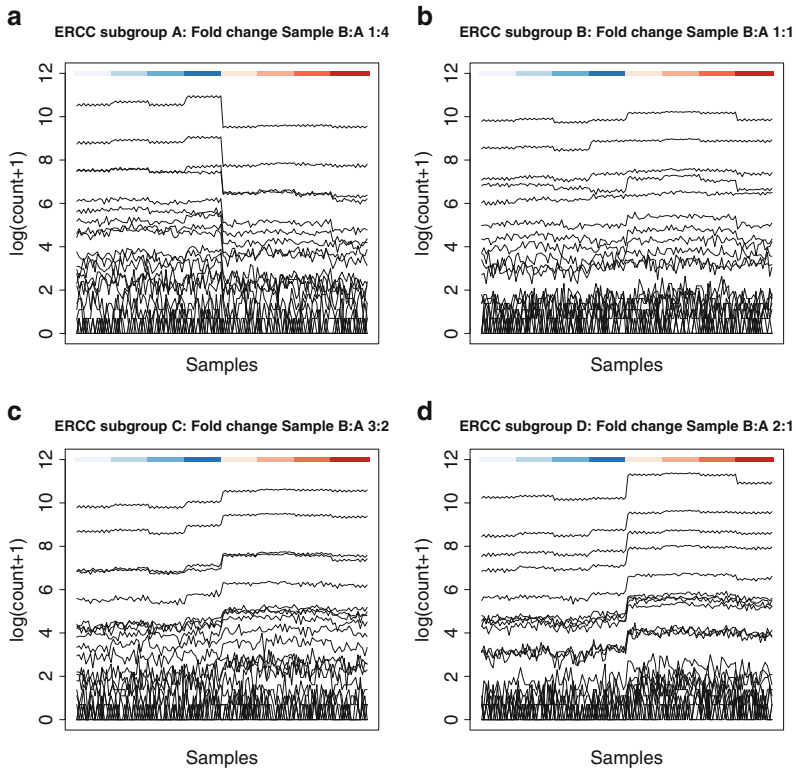 a
ERCC subgroup A: Fold change Sample B:A 1:4
12
10
8
6
4
2
0
log(count+1)
Samples
b
ERCC subgroup B: Fold change Sample B:A 1:1
12
10
8
6
4
2
0
log(count+1)
Samples
c
ERCC subgroup C: Fold change Sample B:A 3:2
12
10
8
6
4
2
0
log(count+1)
Samples
d
ERCC subgroup D: Fold change Sample B:A 2:1
12
10
8
6
4
2
0
log(count+1)
Samples